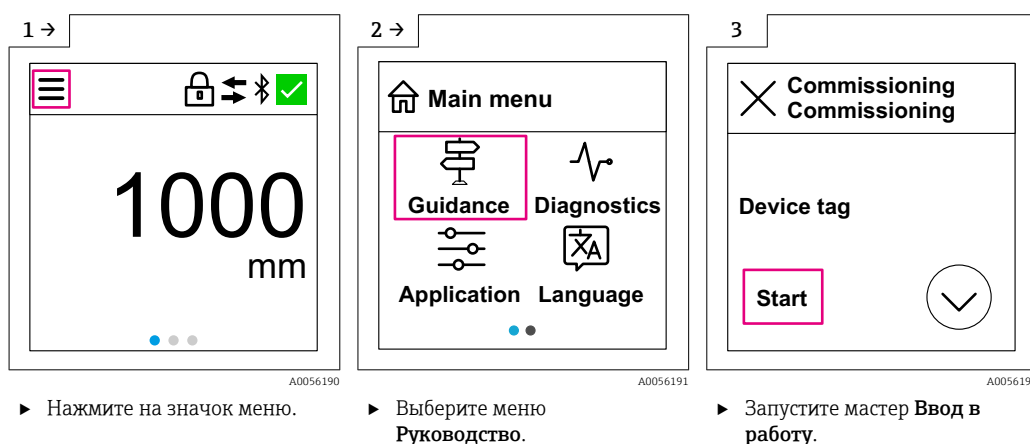 1 →
1000
mm
A0056190
► Нажмите на значок меню.
2 →
Main menu
Guidance
Diagnostics
Application
Language
A0056191
► Выберите меню
Руководство.
3
Commissioning
Commissioning
Device tag
Start
A005619
► Запустите мастер Ввод в
работу.